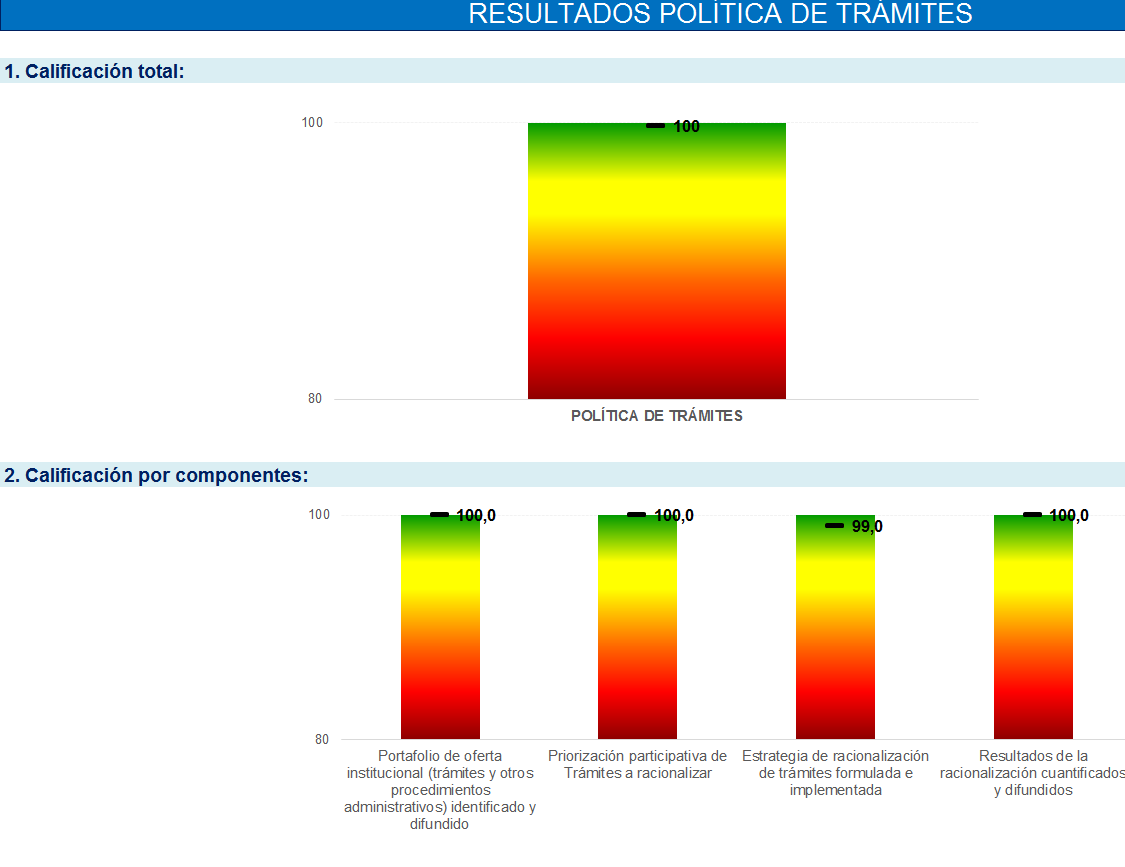 RESULTADOS POLÍTICA DE TRÁMITES
1. Calificación total:
100
100
80
POLÍTICA DE TRÁMITES
2. Calificación por componentes:
100
100,0
100,0
99,0
100,0
80
Portafolio de oferta
institucional (trámites y otros
procedimientos
administrativos) identificado y
difundido
Priorización participativa de
Trámites a racionalizar
Estrategia de racionalización
de trámites formulada e
implementada
Resultados de la
racionalización cuantificados
y difundidos